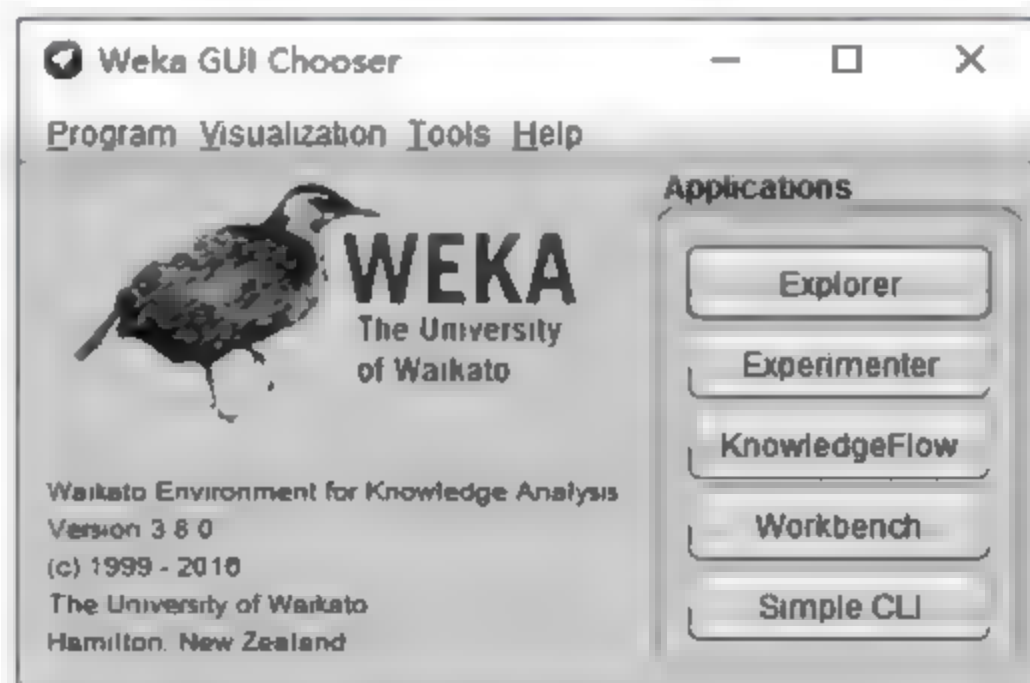 Weka GUI Chooser
Program Visualization Tools Help
WEKA
The University
of Waikato
Waikato Environment for Knowledge Analysis
Version 3.8.0
(c) 1999 - 2016
The University of Waikato
Hamilton, New Zealand
Applications
Explorer
Experimenter
KnowledgeFlow
Workbench
Simple CLI